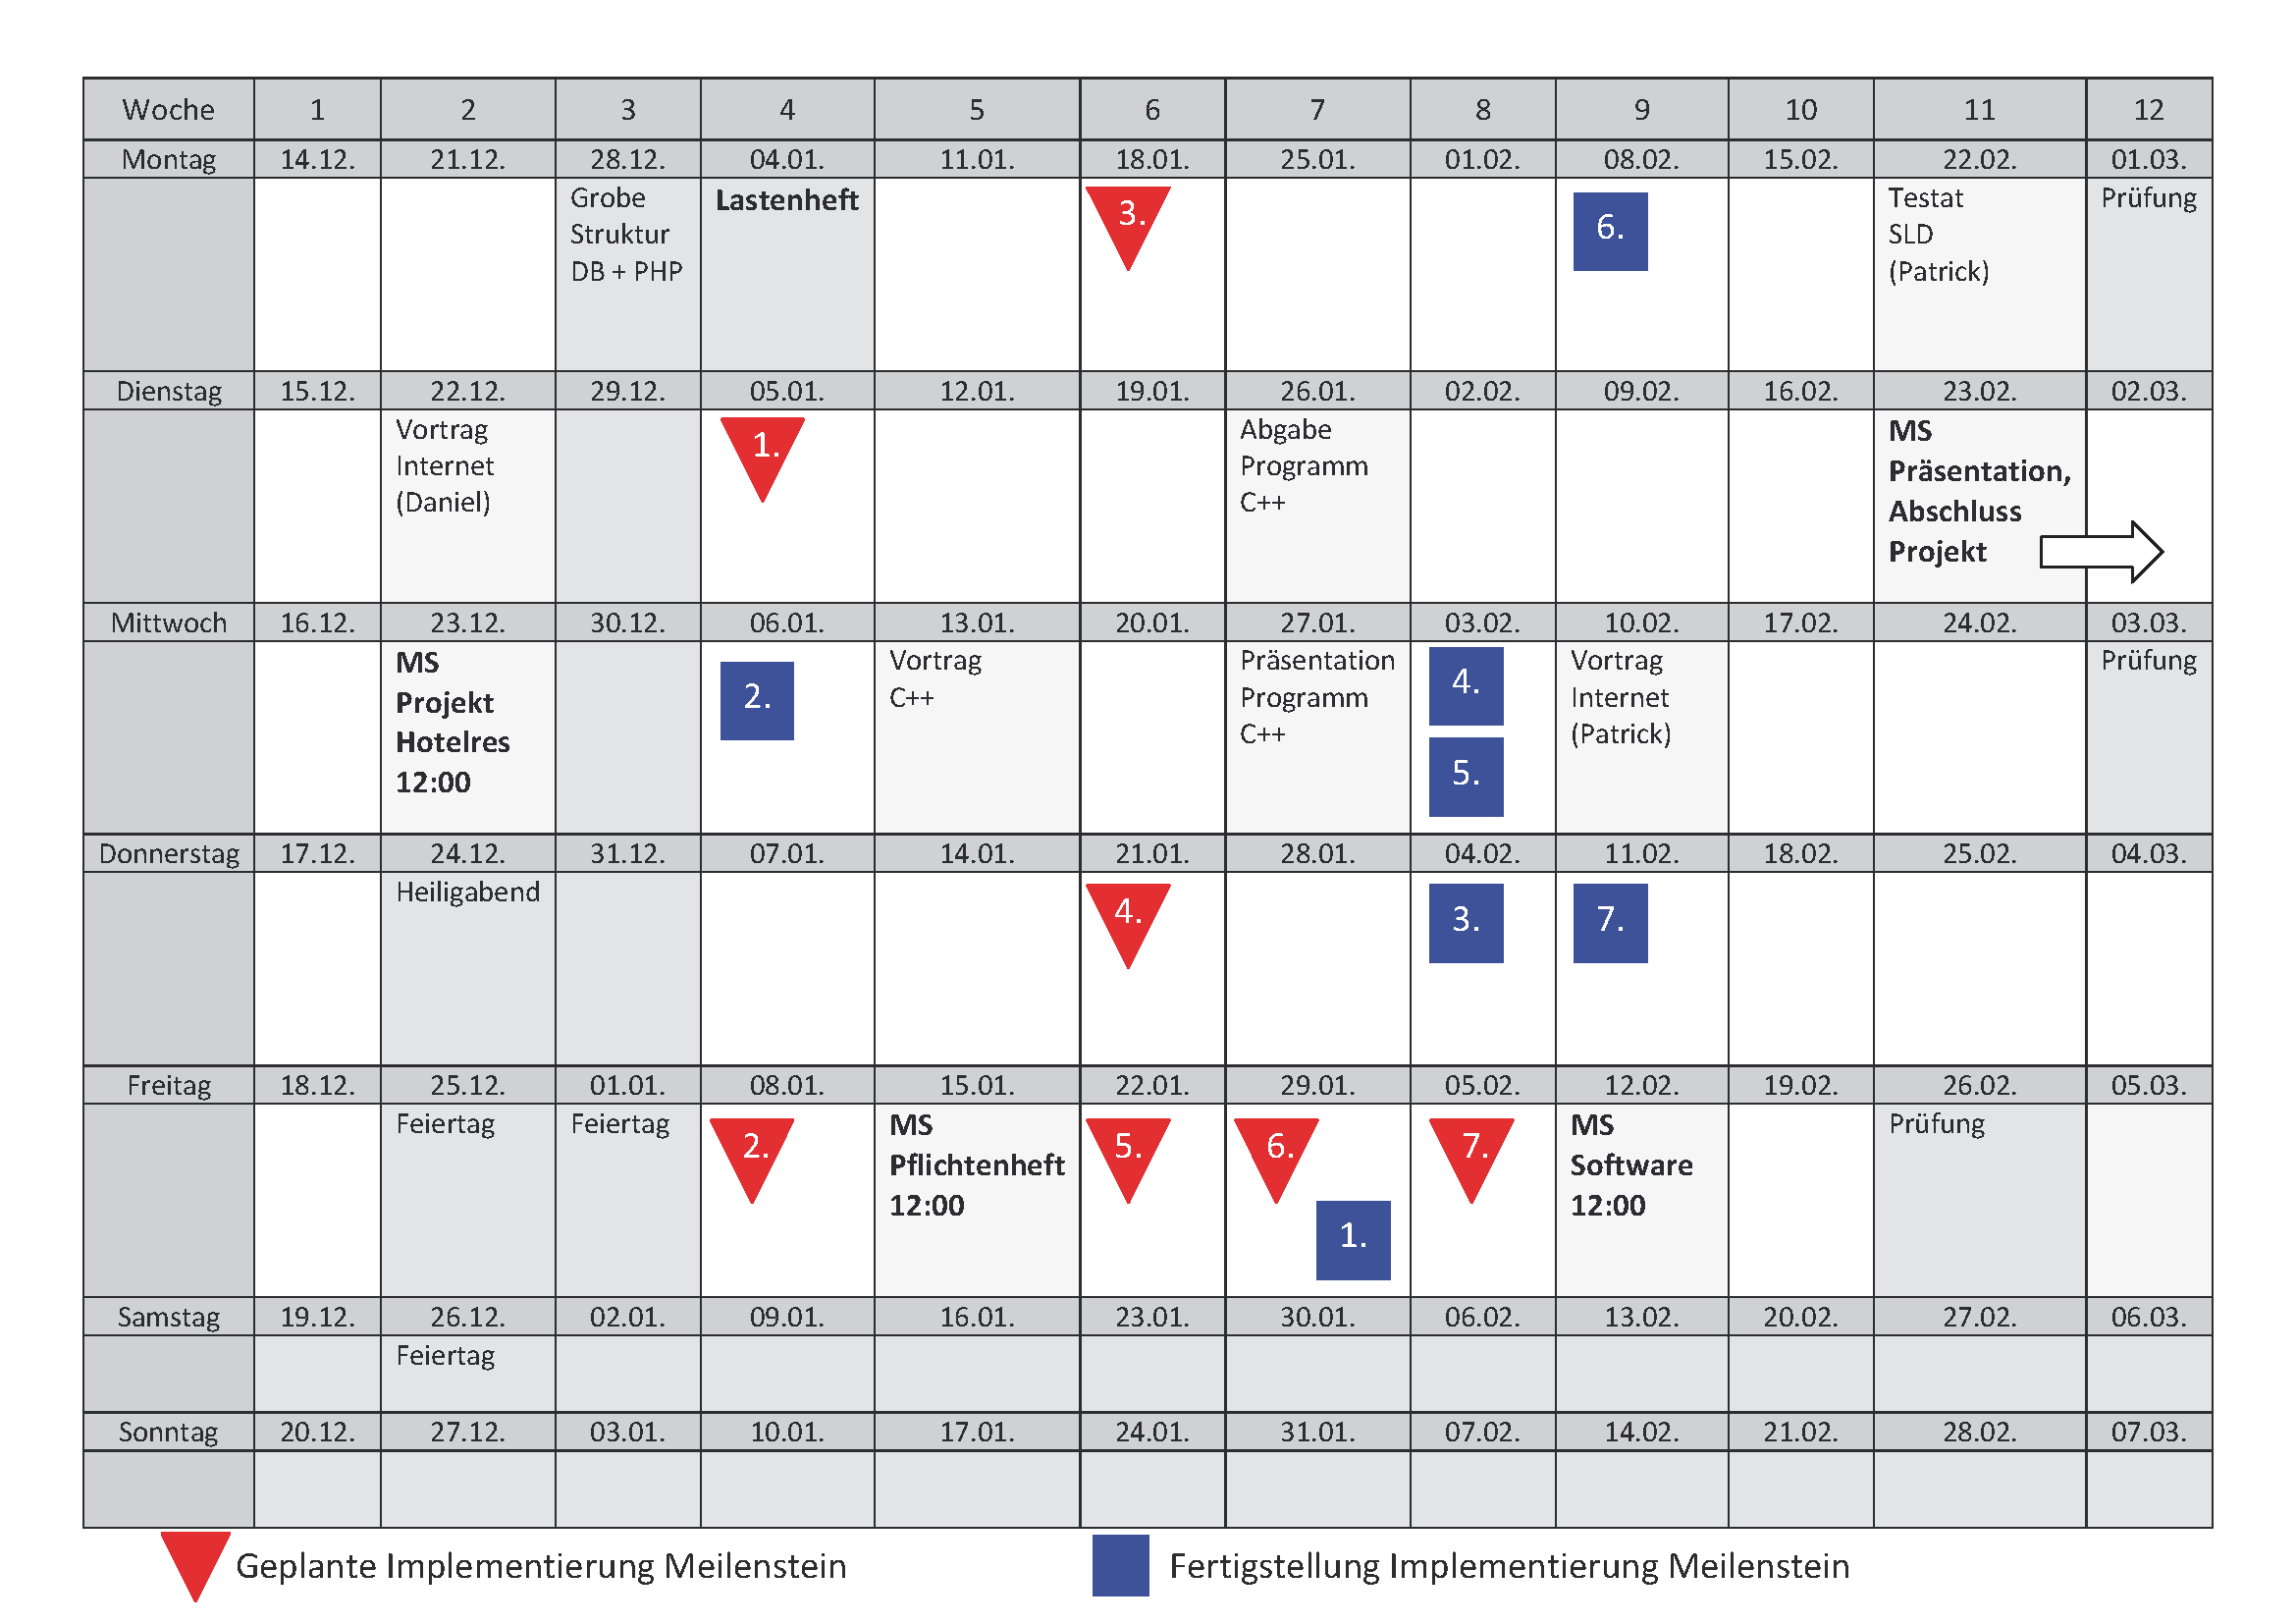 Woche 1 2 3 4 5 6 7 8 9 10 11 12
Montag 14.12. 21.12. 28.12. 04.01. 11.01. 18.01. 25.01. 01.02. 08.02. 15.02. 22.02. 01.03.
Grobe
Struktur
DB + PHP
Lastenheft
3.
6.
Testat
SLD
(Patrick)
Prüfung
Dienstag 15.12. 22.12. 29.12. 05.01. 12.01. 19.01. 26.01. 02.02. 09.02. 16.02. 23.02. 02.03.
Vortrag
Internet
(Daniel)
1.
Abgabe
Programm
C++
MS
Präsentation,
Abschluss
Projekt
Mittwoch 16.12. 23.12. 30.12. 06.01. 13.01. 20.01. 27.01. 03.02. 10.02. 17.02. 24.02. 03.03.
MS
Projekt
Hotelres
12:00
2.
Vortrag
C++
Präsentation
Programm
C++
4.
5.
Vortrag
Internet
(Patrick)
Prüfung
Donnerstag 17.12. 24.12. 31.12. 07.01. 14.01. 21.01. 28.01. 04.02. 11.02. 18.02. 25.02. 04.03.
Heiligabend
4.
3.
7.
Freitag 18.12. 25.12. 01.01. 08.01. 15.01. 22.01. 29.01. 05.02. 12.02. 19.02. 26.02. 05.03.
Feiertag
Feiertag
2.
MS
Pflichtenheft
12:00
5.
6.
1.
7.
MS
Software
12:00
Prüfung
Samstag 19.12. 26.12. 02.01. 09.01. 16.01. 23.01. 30.01. 06.02. 13.02. 20.02. 27.02. 06.03.
Feiertag
Sonntag 20.12. 27.12. 03.01. 10.01. 17.01. 24.01. 31.01. 07.02. 14.02. 21.02. 28.02. 07.03.
Geplante Implementierung Meilenstein
Fertigstellung Implementierung Meilenstein